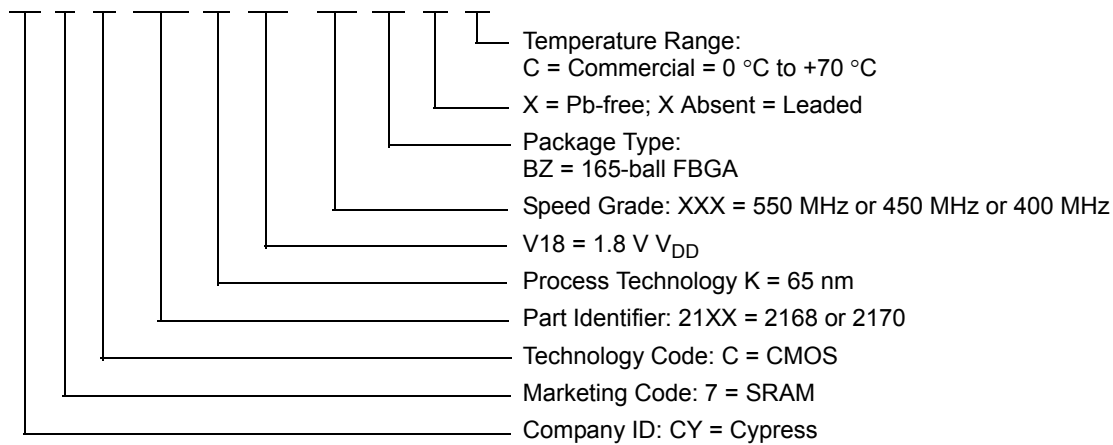 Temperature Range:
C = Commercial = 0 °C to +70 °C
X = Pb-free; X Absent = Leaded
Package Type:
BZ = 165-ball FBGA
Speed Grade: XXX = 550 MHz or 450 MHz or 400 MHz
V18 = 1.8 V VDD
Process Technology K = 65 nm
Part Identifier: 21XX = 2168 or 2170
Technology Code: C = CMOS
Marketing Code: 7 = SRAM
Company ID: CY = Cypress